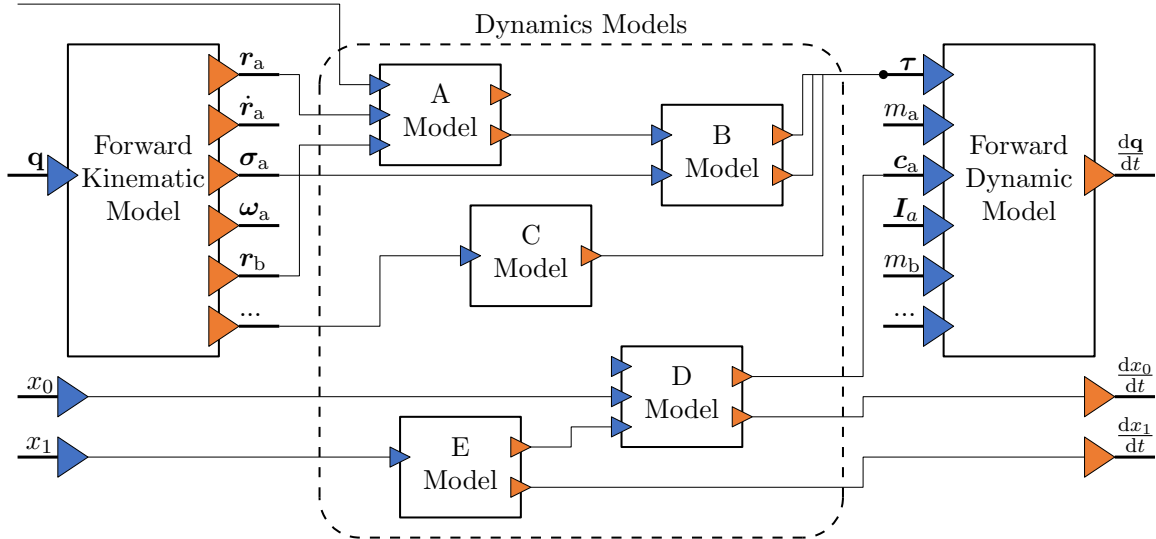 Dynamics Models
q
Forward
Kinematic
Model
r_a
ṙ_a
σ_a
ω_a
r_b
...
A
Model
B
Model
C
Model
D
Model
E
Model
τ
m_a
c_a
I_a
m_b
...
Forward
Dynamic
Model
dq
dt
x_0
x_1
dx_0
dt
dx_1
dt